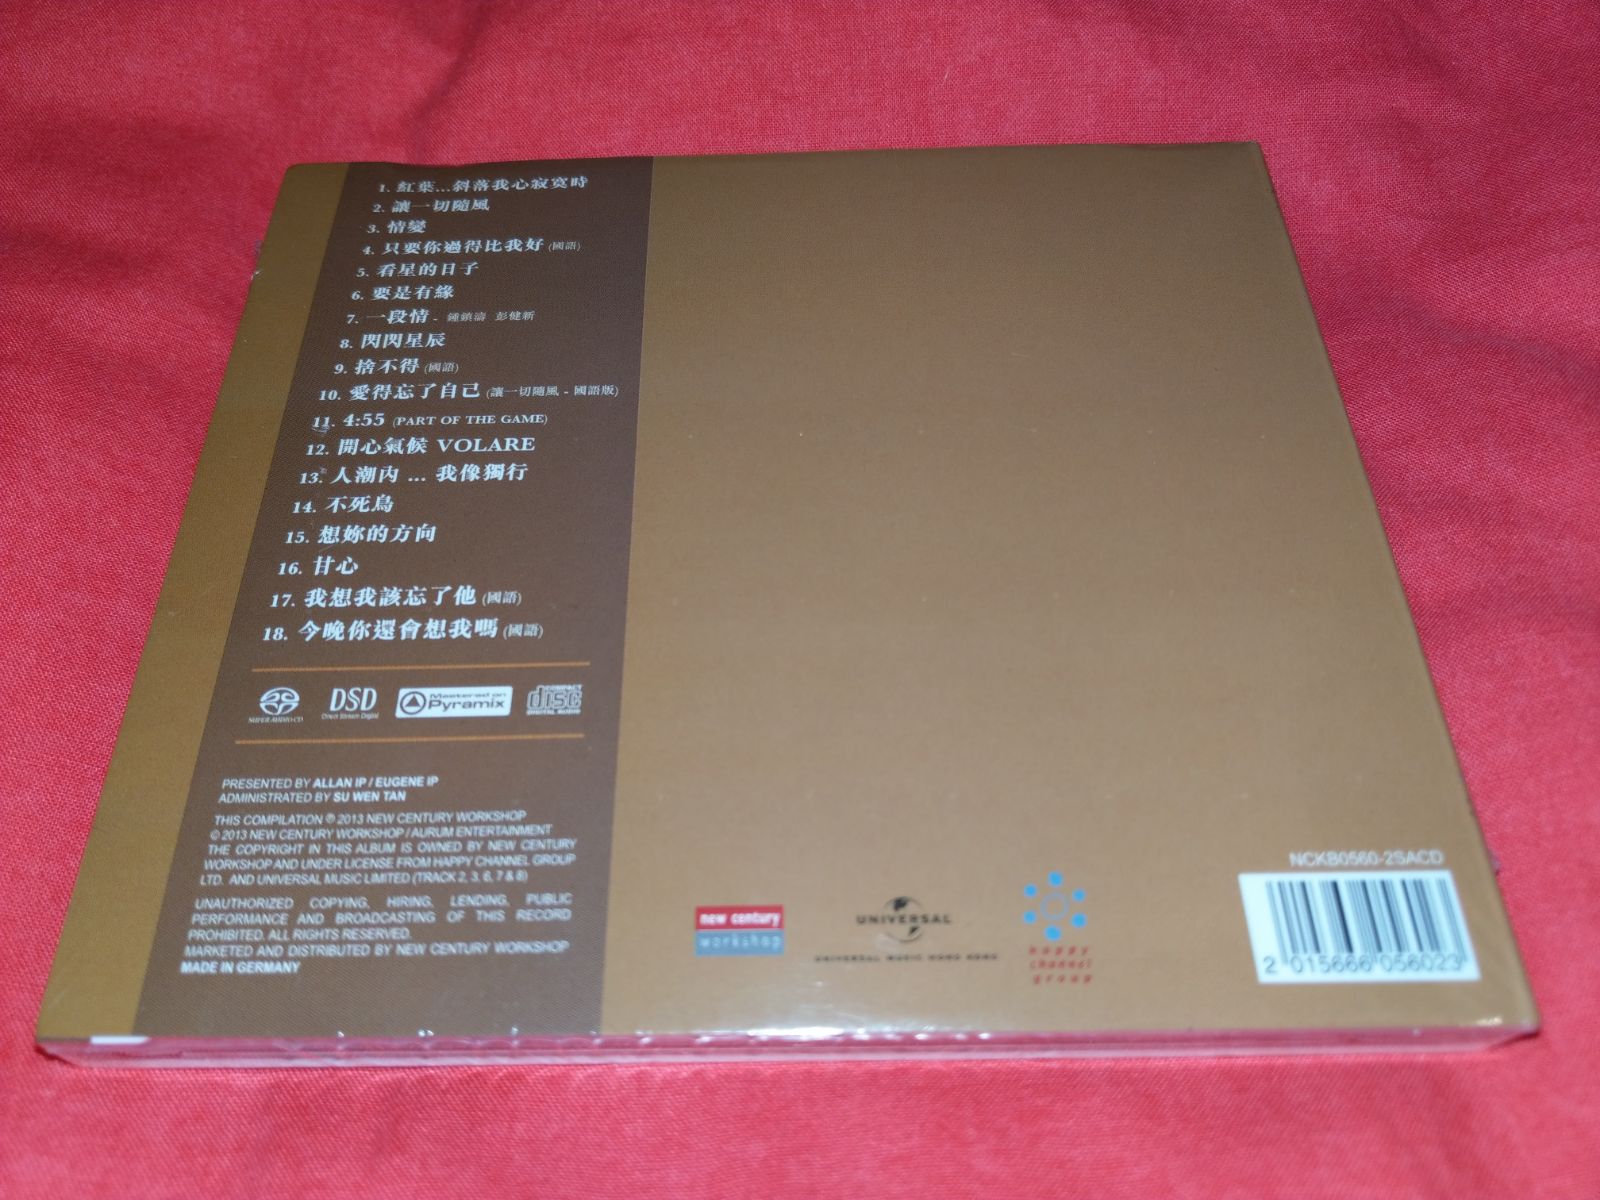 1. 紅葉...斜落我心寂寞時
2. 讓一切隨風
3. 情變
4. 只要你過得比我好 (國語)
5. 看星的日子
6. 要是有緣
7. 一段情 - 鍾鎮濤 彭健新
8. 閃閃星辰
9. 捨不得 (國語)
10. 愛得忘了自己 (讓一切隨風 - 國語版)
11. 4:55 (PART OF THE GAME)
12. 開心氣候 VOLARE
13. 人潮內 ... 我像獨行
14. 不死鳥
15. 想妳的方向
16. 甘心
17. 我想我該忘了他 (國語)
18. 今晚你還會想我嗎 (國語)
SUPER AUDIO CD
DSD
Direct Stream Digital
Mastered on
Pyramix
COMPACT
disc
DIGITAL AUDIO
PRESENTED BY ALLAN IP / EUGENE IP
ADMINISTRATED BY SU WEN TAN
THIS COMPILATION ℗ 2013 NEW CENTURY WORKSHOP
© 2013 NEW CENTURY WORKSHOP / AURUM ENTERTAINMENT
THE COPYRIGHT IN THIS ALBUM IS OWNED BY NEW CENTURY
WORKSHOP AND UNDER LICENSE FROM HAPPY CHANNEL GROUP
LTD. AND UNIVERSAL MUSIC LIMITED (TRACK 2, 3, 6, 7 & 8)
UNAUTHORIZED COPYING, HIRING, LENDING, PUBLIC
PERFORMANCE AND BROADCASTING OF THIS RECORD
PROHIBITED. ALL RIGHTS RESERVED.
MARKETED AND DISTRIBUTED BY NEW CENTURY WORKSHOP
MADE IN GERMANY
new century
workshop
UNIVERSAL
UNIVERSAL MUSIC HONG KONG
happy
channel
group
NCKB0560-2SACD
2 015666 056023